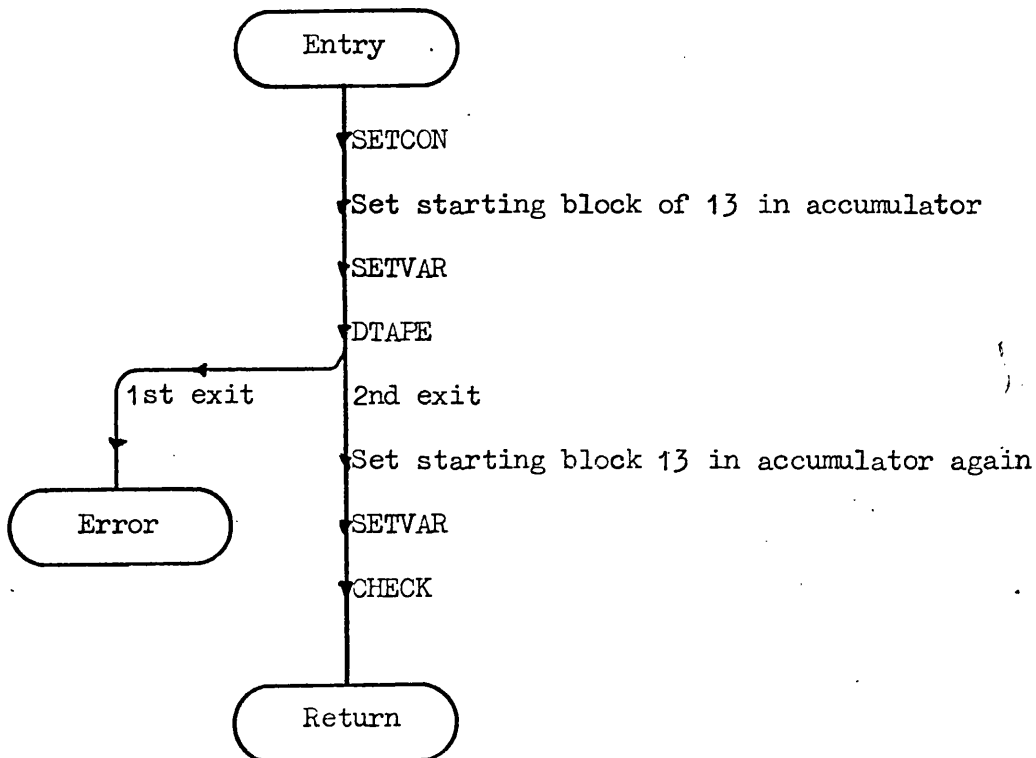 Entry
SETCON
Set starting block of 13 in accumulator
SETVAR
DTAPE
1st exit
2nd exit
Set starting block 13 in accumulator again
Error
SETVAR
CHECK
Return